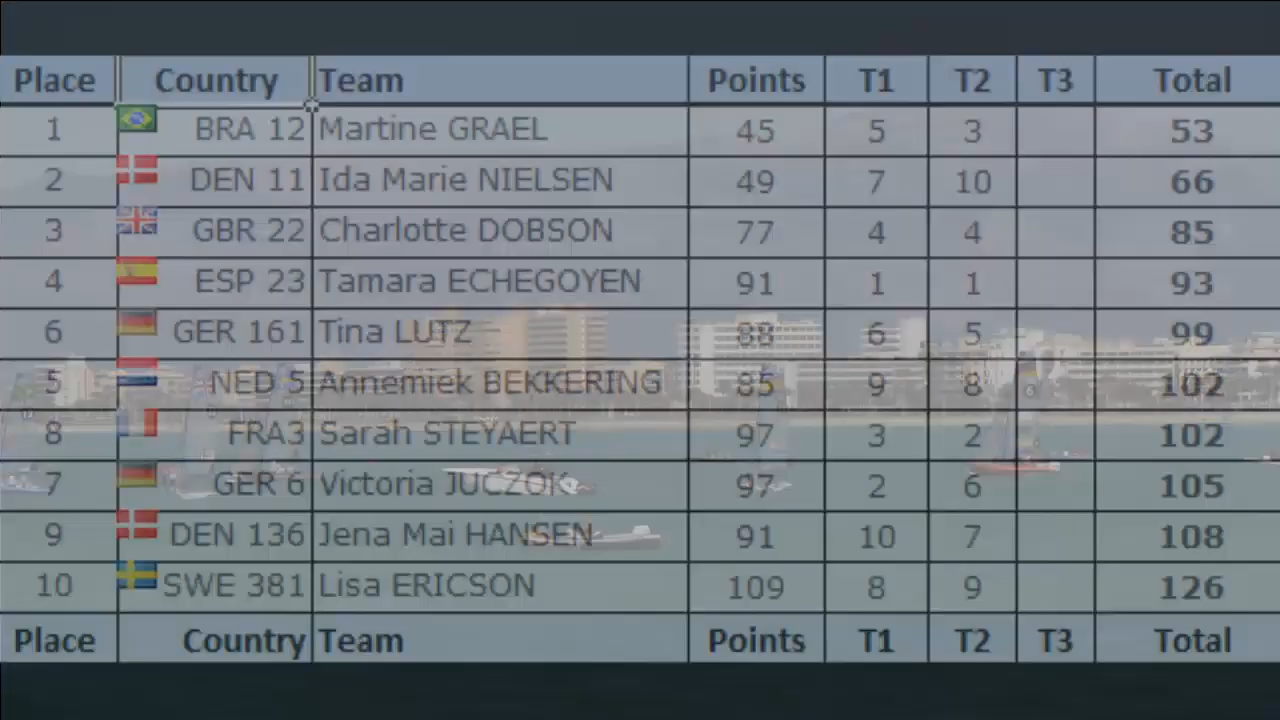 Place Country Team Points T1 T2 T3 Total
1 BRA 12 Martine GRAEL 45 5 3 53
2 DEN 11 Ida Marie NIELSEN 49 7 10 66
3 GBR 22 Charlotte DOBSON 77 4 4 85
4 ESP 23 Tamara ECHEGOYEN 91 1 1 93
6 GER 161 Tina LUTZ 88 6 5 99
5 NED 5 Annemiek BEKKERING 85 9 8 102
8 FRA3 Sarah STEYAERT 97 3 2 102
7 GER 6 Victoria JUCZOK 97 2 6 105
9 DEN 136 Jena Mai HANSEN 91 10 7 108
10 SWE 381 Lisa ERICSON 109 8 9 126
Place Country Team Points T1 T2 T3 Total